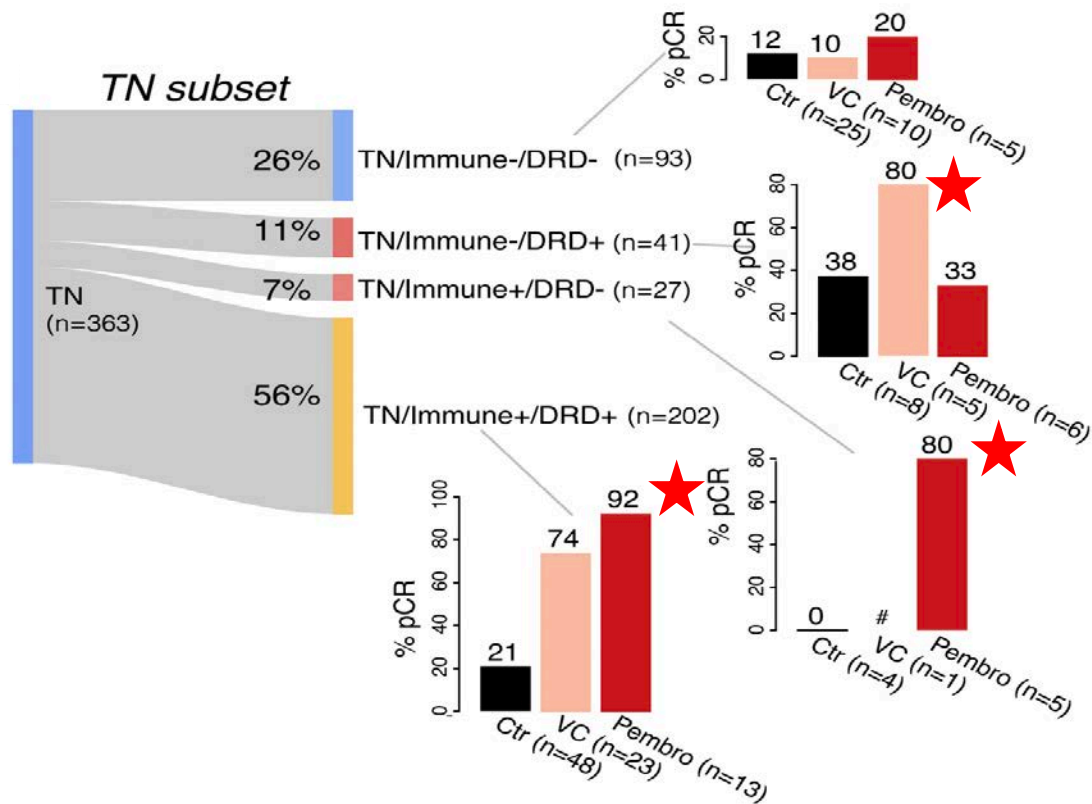 TN subset
TN
(n=363)
26%
11%
7%
56%
TN/Immune-/DRD- (n=93)
TN/Immune-/DRD+ (n=41)
TN/Immune+/DRD- (n=27)
TN/Immune+/DRD+ (n=202)
% pCR
0
20
12
10
20
Ctr (n=25)
VC (n=10)
Pembro (n=5)
% pCR
0
20
40
60
80
38
80
33
Ctr (n=8)
VC (n=5)
Pembro (n=6)
% pCR
0
20
40
60
80
0
#
80
Ctr (n=4)
VC (n=1)
Pembro (n=5)
% pCR
0
20
40
60
80
100
21
74
92
Ctr (n=48)
VC (n=23)
Pembro (n=13)